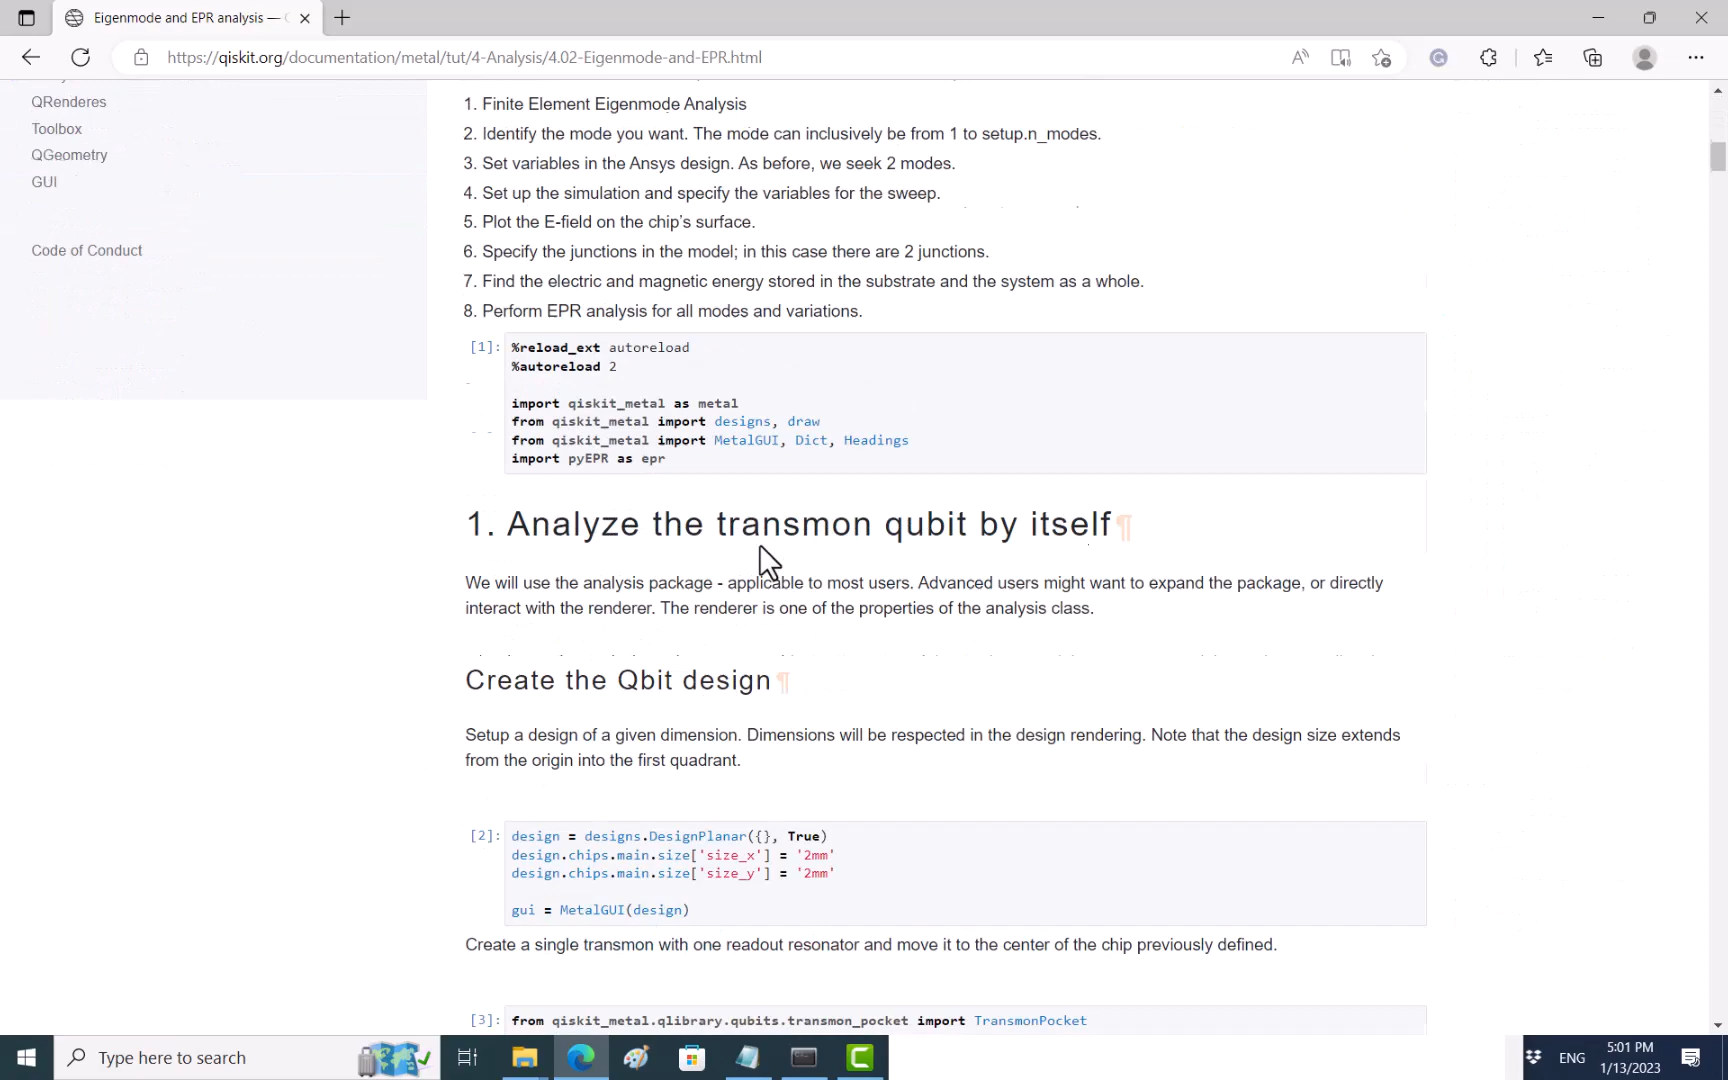 Eigenmode and EPR analysis —
https://qiskit.org/documentation/metal/tut/4-Analysis/4.02-Eigenmode-and-EPR.html
QRenderes
Toolbox
QGeometry
GUI
Code of Conduct
1. Finite Element Eigenmode Analysis
2. Identify the mode you want. The mode can inclusively be from 1 to setup.n_modes.
3. Set variables in the Ansys design. As before, we seek 2 modes.
4. Set up the simulation and specify the variables for the sweep.
5. Plot the E-field on the chip’s surface.
6. Specify the junctions in the model; in this case there are 2 junctions.
7. Find the electric and magnetic energy stored in the substrate and the system as a whole.
8. Perform EPR analysis for all modes and variations.
[1]: %reload_ext autoreload
%autoreload 2
import qiskit_metal as metal
from qiskit_metal import designs, draw
from qiskit_metal import MetalGUI, Dict, Headings
import pyEPR as epr
1. Analyze the transmon qubit by itself¶
We will use the analysis package - applicable to most users. Advanced users might want to expand the package, or directly
interact with the renderer. The renderer is one of the properties of the analysis class.
Create the Qbit design¶
Setup a design of a given dimension. Dimensions will be respected in the design rendering. Note that the design size extends
from the origin into the first quadrant.
[2]: design = designs.DesignPlanar({}, True)
design.chips.main.size['size_x'] = '2mm'
design.chips.main.size['size_y'] = '2mm'
gui = MetalGUI(design)
Create a single transmon with one readout resonator and move it to the center of the chip previously defined.
[3]: from qiskit_metal.qlibrary.qubits.transmon_pocket import TransmonPocket
Type here to search
ENG
5:01 PM
1/13/2023